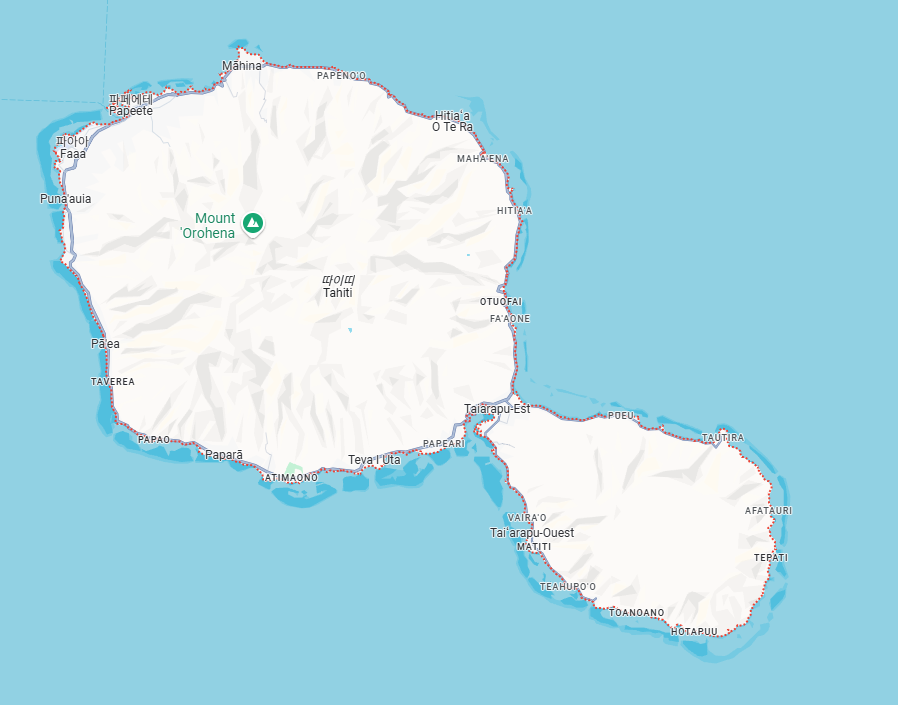 Māhina
PAPENO'O
파페에테
Papeete
Hitia'a
O Te Ra
파아아
Faaa
MAHA'ENA
Puna'auia
HITIA'A
Mount
'Orohena
따이띠
Tahiti
OTUOFAI
FA'AONE
Pā'ea
TAVEREA
Taiarapu-Est
PUEU
TAUTIRA
PAPAO
PAPEARI
Paparā
Teva I Uta
ATIMAONO
AFATAURI
VAIRA'O
Tai'arapu-Ouest
MATITI
TEPATI
TEAHUPO'O
TOANOANO
HOTAPUU